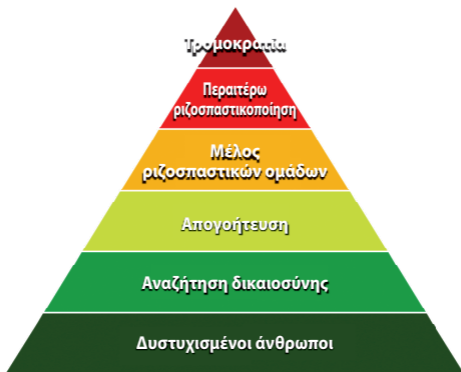 Τρομοκρατία
Περαιτέρω
ριζοσπαστικοποίηση
Μέλος
ριζοσπαστικών ομάδων
Απογοήτευση
Αναζήτηση δικαιοσύνης
Δυστυχισμένοι άνθρωποι